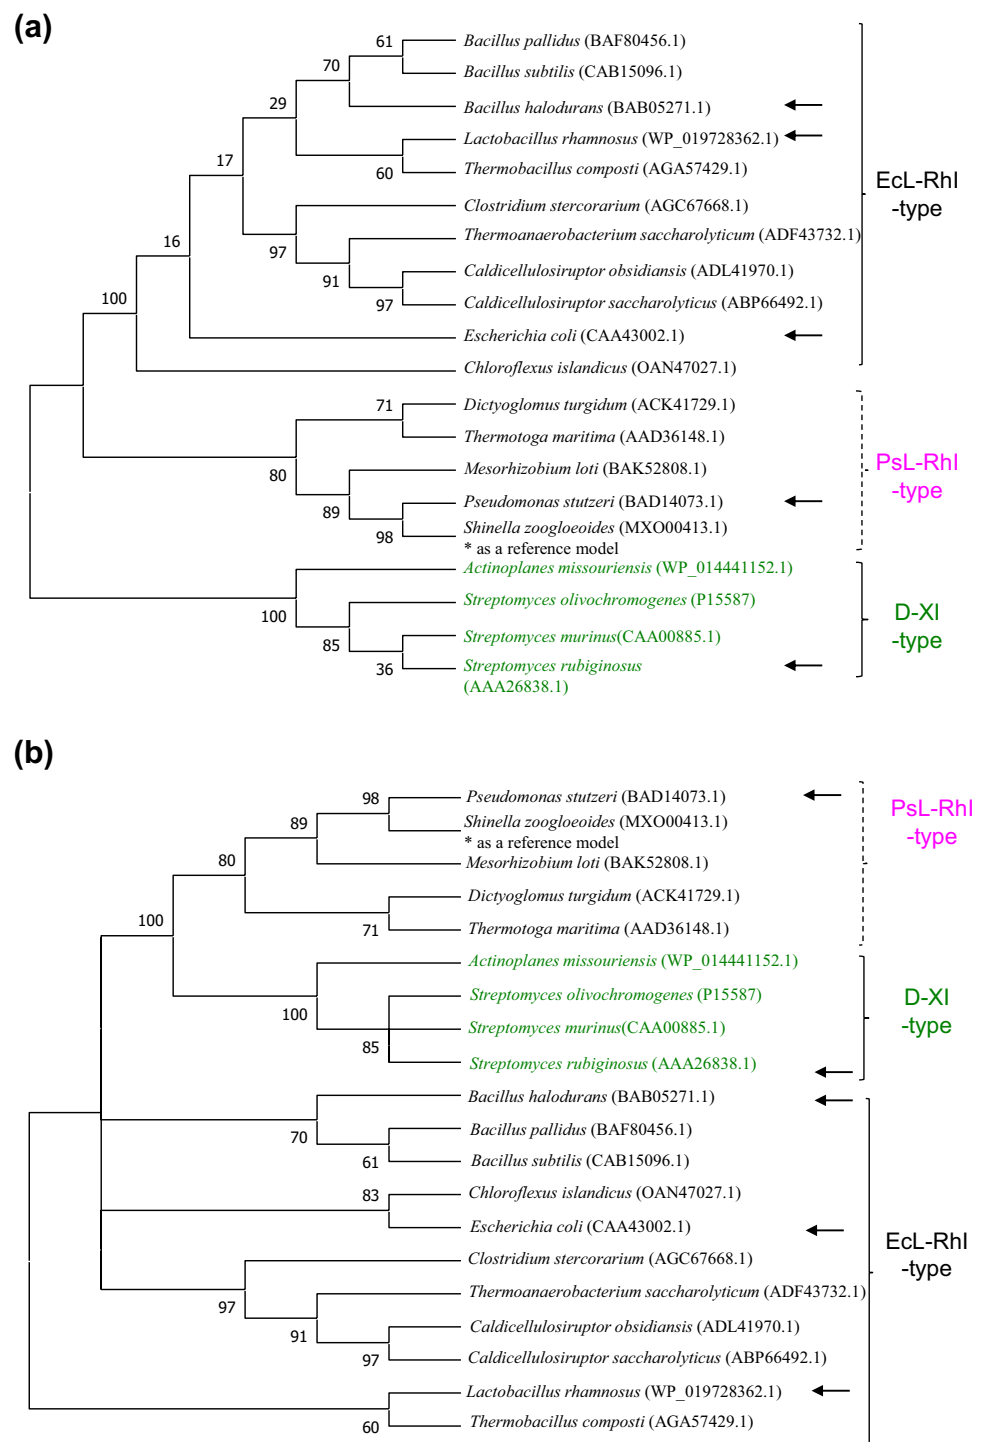 (a)
61
Bacillus pallidus (BAF80456.1)
70
Bacillus subtilis (CAB15096.1)
29
Bacillus halodurans (BAB05271.1)
Lactobacillus rhamnosus (WP_019728362.1)
17
60
Thermobacillus composti (AGA57429.1)
EcL-RhI
-type
Clostridium stercorarium (AGC67668.1)
16
97
Thermoanaerobacterium saccharolyticum (ADF43732.1)
91
Caldicellulosiruptor obsidiansis (ADL41970.1)
100
97
Caldicellulosiruptor saccharolyticus (ABP66492.1)
Escherichia coli (CAA43002.1)
Chloroflexus islandicus (OAN47027.1)
71
Dictyoglomus turgidum (ACK41729.1)
Thermotoga maritima (AAD36148.1)
80
Mesorhizobium loti (BAK52808.1)
PsL-RhI
-type
89
Pseudomonas stutzeri (BAD14073.1)
98
Shinella zoogloeoides (MXO00413.1)
* as a reference model
Actinoplanes missouriensis (WP_014441152.1)
100
Streptomyces olivochromogenes (P15587)
D-XI
-type
85
Streptomyces murinus(CAA00885.1)
36
Streptomyces rubiginosus
(AAA26838.1)
(b)
98
Pseudomonas stutzeri (BAD14073.1)
PsL-RhI
-type
89
Shinella zoogloeoides (MXO00413.1)
* as a reference model
80
Mesorhizobium loti (BAK52808.1)
Dictyoglomus turgidum (ACK41729.1)
100
71
Thermotoga maritima (AAD36148.1)
Actinoplanes missouriensis (WP_014441152.1)
100
Streptomyces olivochromogenes (P15587)
D-XI
-type
85
Streptomyces murinus(CAA00885.1)
Streptomyces rubiginosus (AAA26838.1)
Bacillus halodurans (BAB05271.1)
70
Bacillus pallidus (BAF80456.1)
61
Bacillus subtilis (CAB15096.1)
83
Chloroflexus islandicus (OAN47027.1)
Escherichia coli (CAA43002.1)
EcL-RhI
-type
Clostridium stercorarium (AGC67668.1)
97
Thermoanaerobacterium saccharolyticum (ADF43732.1)
91
Caldicellulosiruptor obsidiansis (ADL41970.1)
97
Caldicellulosiruptor saccharolyticus (ABP66492.1)
Lactobacillus rhamnosus (WP_019728362.1)
60
Thermobacillus composti (AGA57429.1)